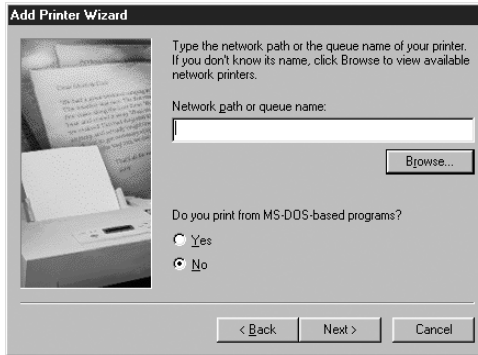 Add Printer Wizard
Type the network path or the queue name of your printer.
If you don't know its name, click Browse to view available
network printers.
Network path or queue name:
Browse...
Do you print from MS-DOS-based programs?
Yes
No
< Back
Next >
Cancel